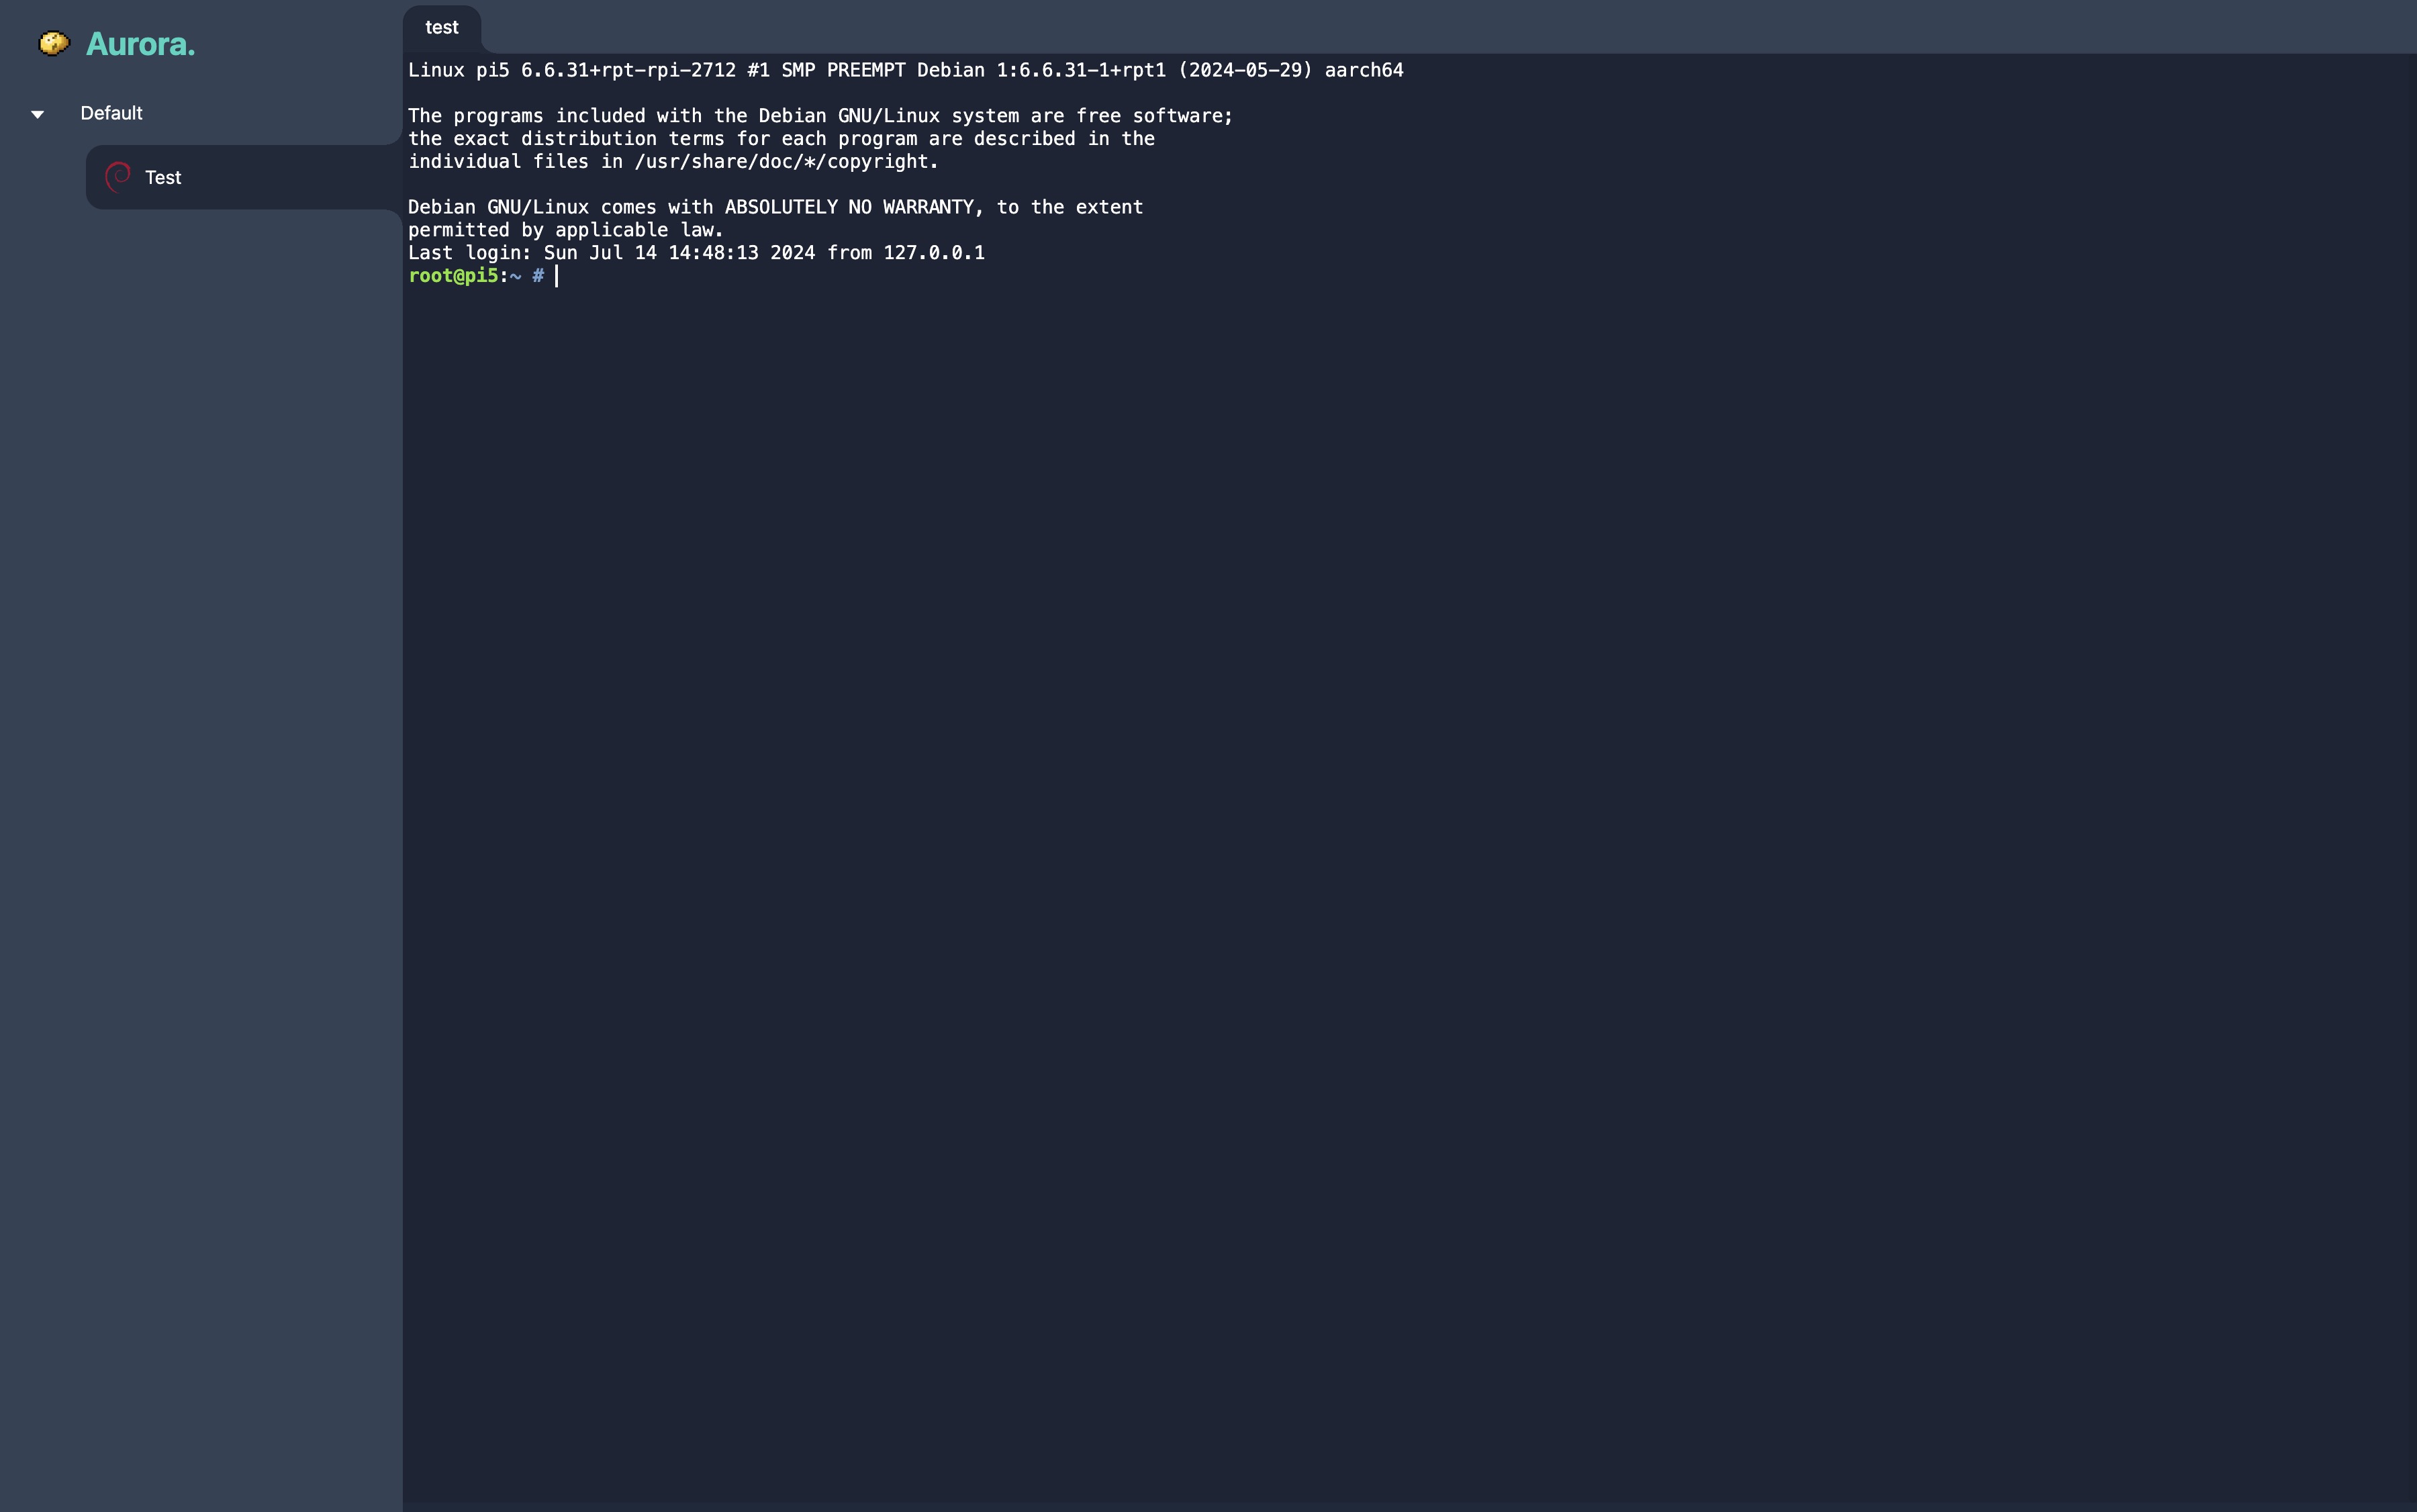 Aurora.
Default
Test
test
Linux pi5 6.6.31+rpt-rpi-2712 #1 SMP PREEMPT Debian 1:6.6.31-1+rpt1 (2024-05-29) aarch64
The programs included with the Debian GNU/Linux system are free software;
the exact distribution terms for each program are described in the
individual files in /usr/share/doc/*/copyright.
Debian GNU/Linux comes with ABSOLUTELY NO WARRANTY, to the extent
permitted by applicable law.
Last login: Sun Jul 14 14:48:13 2024 from 127.0.0.1
root@pi5:~ #